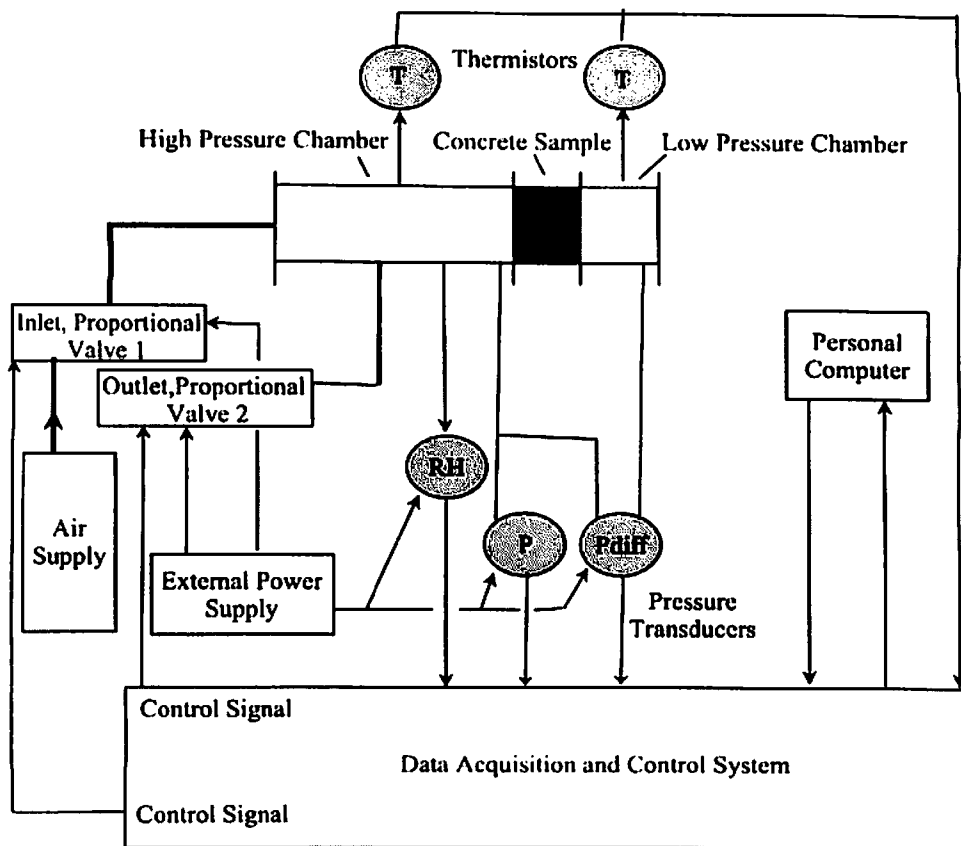 T
Thermistors
T
High Pressure Chamber
Concrete Sample
Low Pressure Chamber
Inlet, Proportional
Valve 1
Outlet,Proportional
Valve 2
Personal
Computer
RH
Air
Supply
P
Pdiff
External Power
Supply
Pressure
Transducers
Control Signal
Data Acquisition and Control System
Control Signal